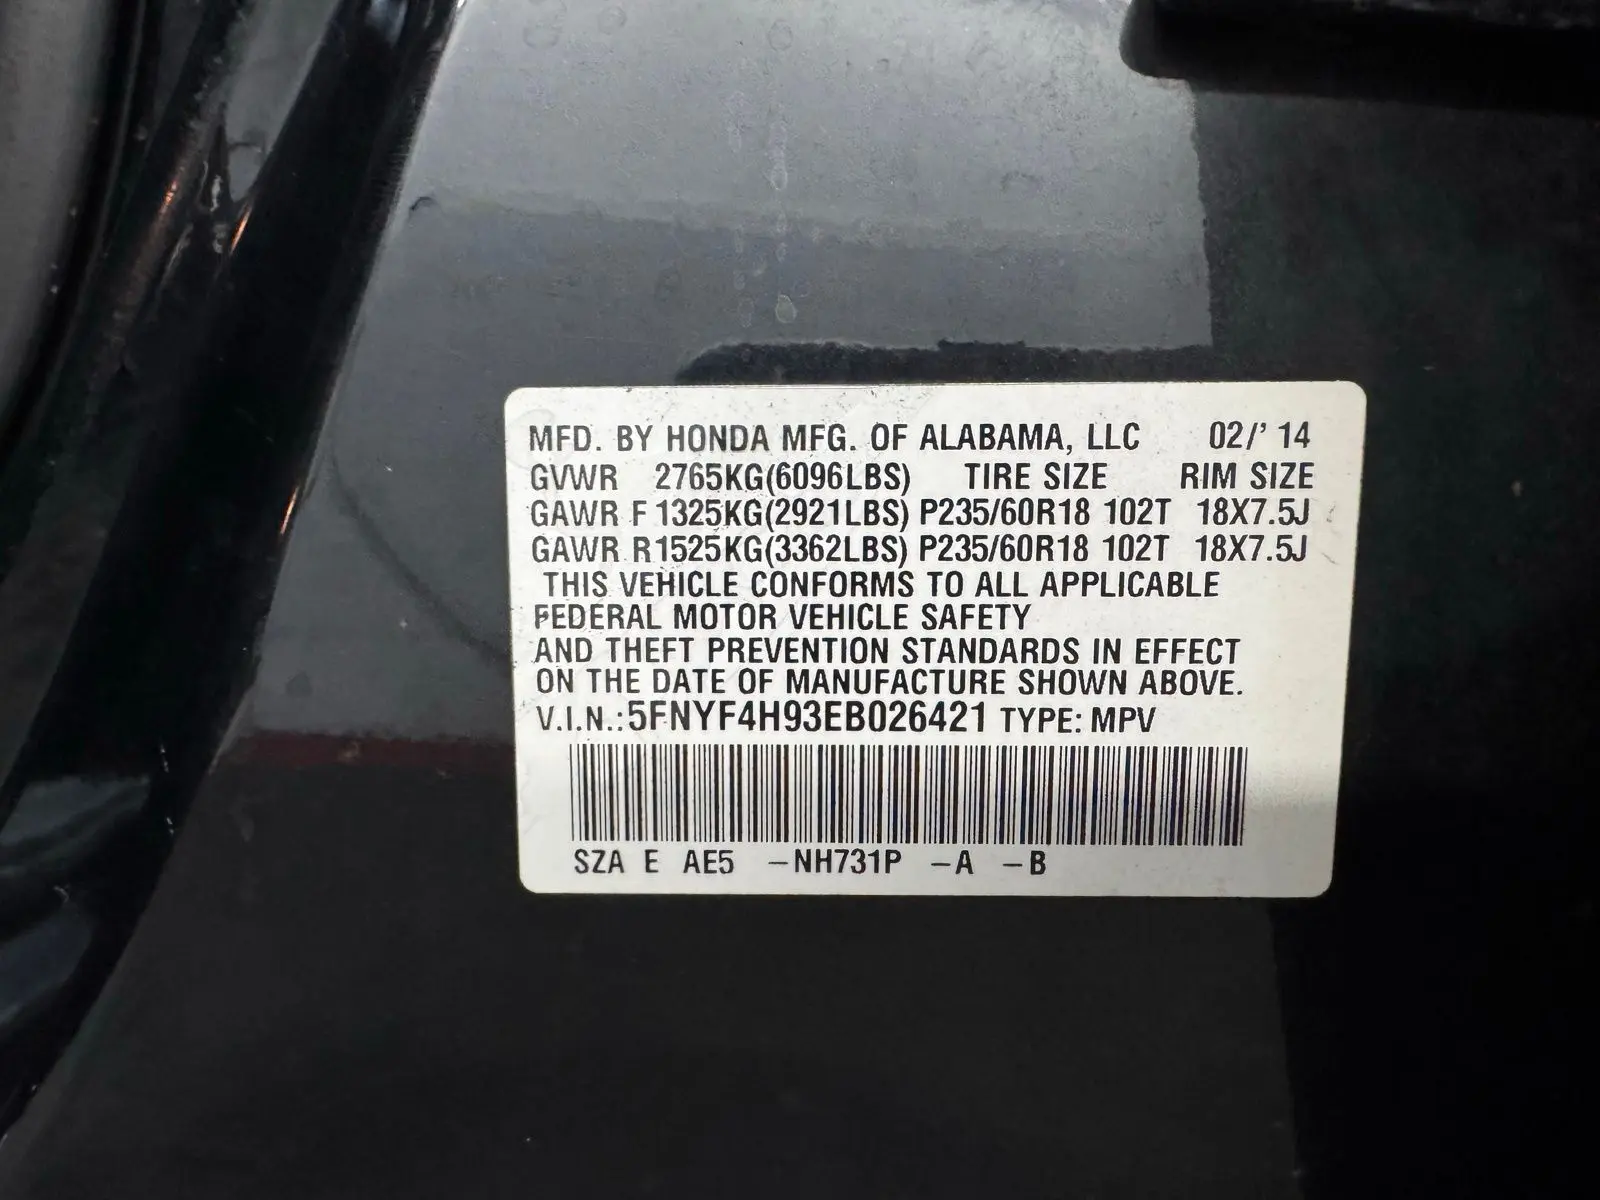 MFD. BY HONDA MFG. OF ALABAMA, LLC 02/' 14
GVWR 2765KG(6096LBS) TIRE SIZE RIM SIZE
GAWR F 1325KG(2921LBS) P235/60R18 102T 18X7.5J
GAWR R1525KG(3362LBS) P235/60R18 102T 18X7.5J
THIS VEHICLE CONFORMS TO ALL APPLICABLE
FEDERAL MOTOR VEHICLE SAFETY
AND THEFT PREVENTION STANDARDS IN EFFECT
ON THE DATE OF MANUFACTURE SHOWN ABOVE.
V.I.N.:5FNYF4H93EB026421 TYPE: MPV
SZA E AE5 -NH731P -A -B